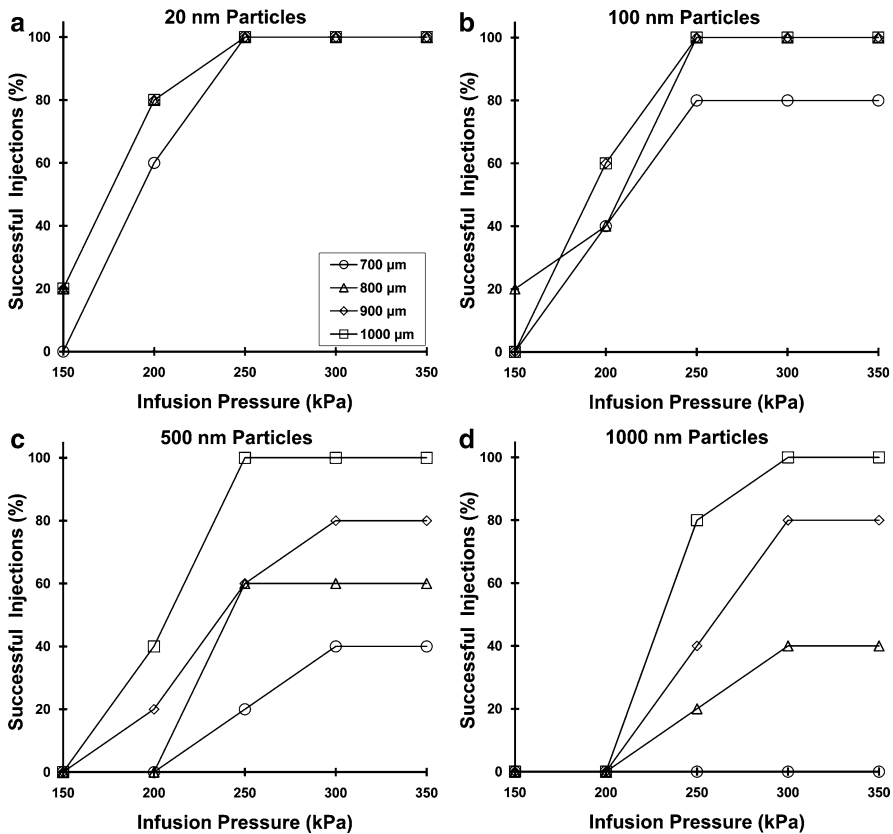 a
20 nm Particles
Successful Injections (%)
100
80
60
40
20
0
700 µm
800 µm
900 µm
1000 µm
150 200 250 300 350
Infusion Pressure (kPa)
b
100 nm Particles
Successful Injections (%)
100
80
60
40
20
0
150 200 250 300 350
Infusion Pressure (kPa)
c
500 nm Particles
Successful Injections (%)
100
80
60
40
20
0
150 200 250 300 350
Infusion Pressure (kPa)
d
1000 nm Particles
Successful Injections (%)
100
80
60
40
20
0
150 200 250 300 350
Infusion Pressure (kPa)